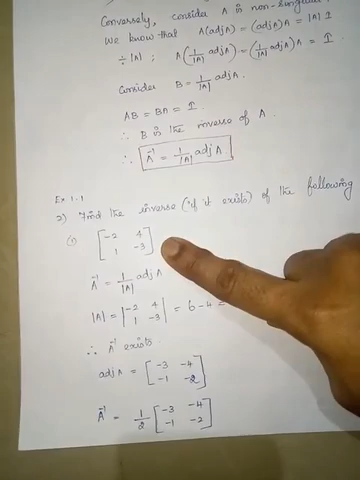 Conversely, consider A is non-singular.
We know that A(adj A) = (adj A) A = |A| I
÷ |A| ; A(1/|A| adj A) = (1/|A| adj A) A = I
Consider B = 1/|A| adj A.
AB = BA = I.
∴ B is the inverse of A.
∴ A⁻¹ = 1/|A| adj A
Ex 1.1
2) Find the inverse (if it exists) of the following
(i) [-2 4
1 -3]
A⁻¹ = 1/|A| adj A
|A| = |-2 4
1 -3| = 6 - 4 =
∴ A⁻¹ exists.
adj A = [-3 -4
-1 -2]
A⁻¹ = 1/2 [-3 -4
-1 -2]